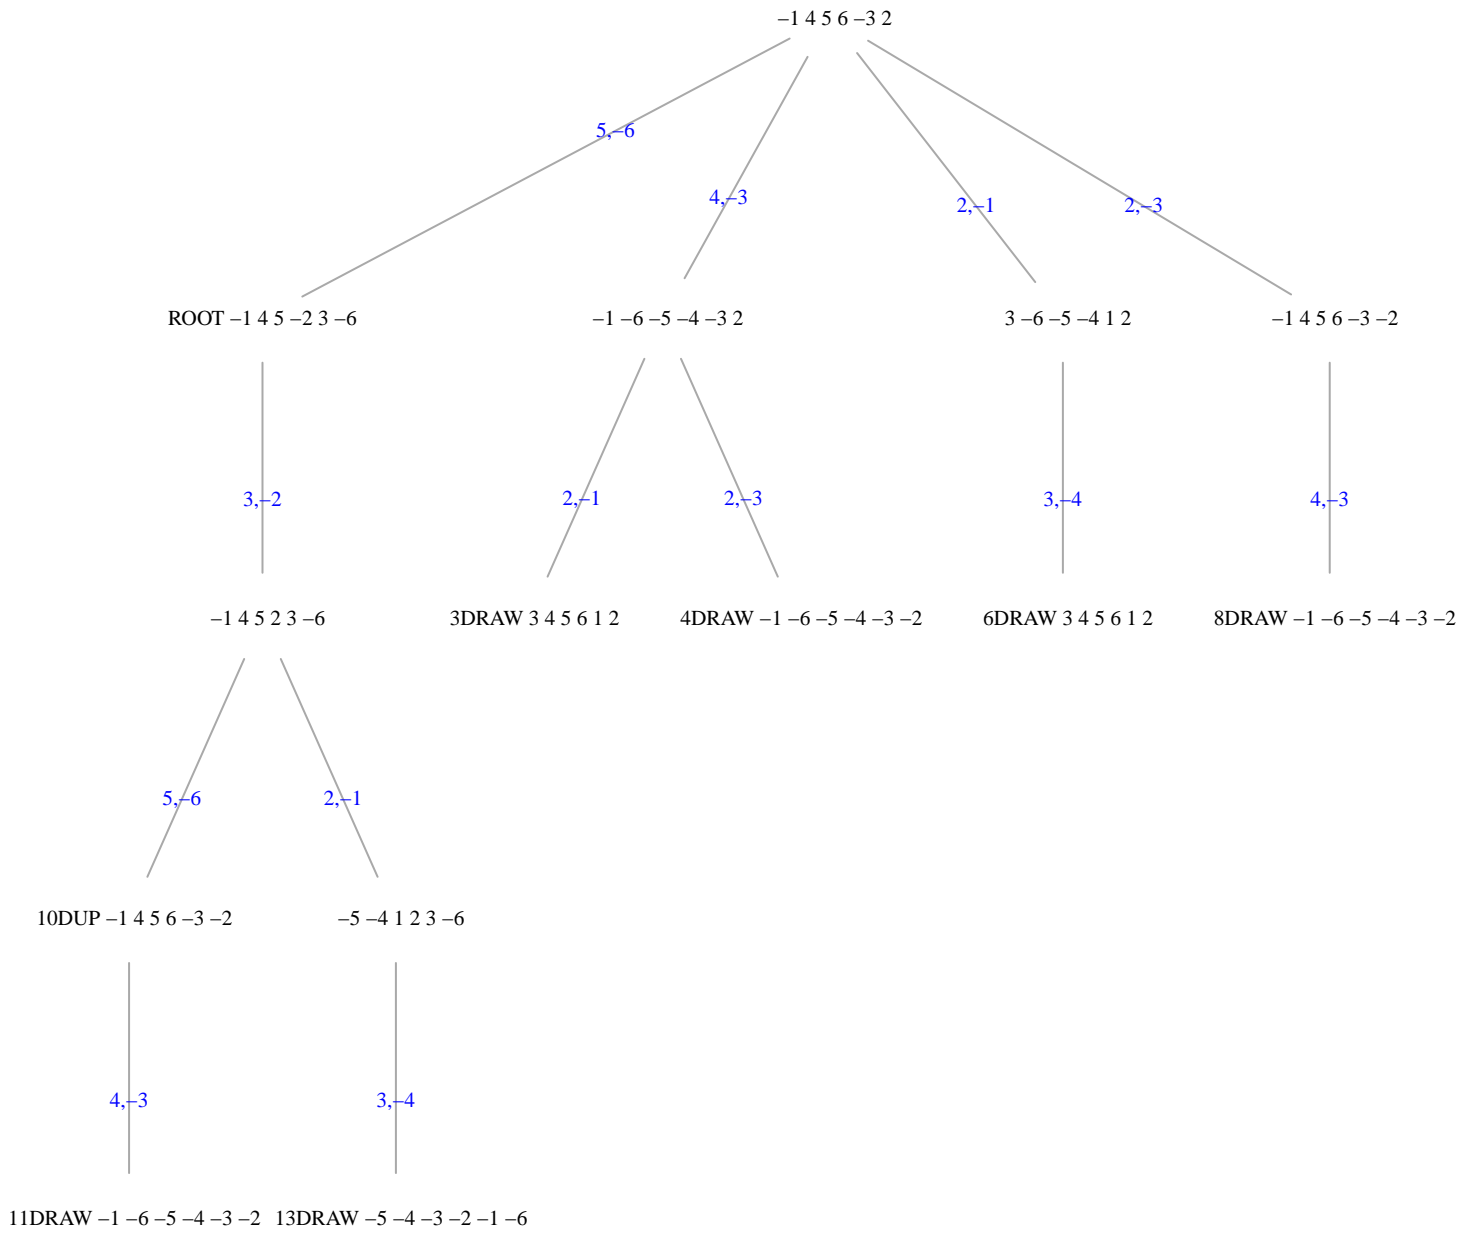 –1 4 5 6 –3 2
5,–6
4,–3
2,–1
2,–3
ROOT –1 4 5 –2 3 –6
–1 –6 –5 –4 –3 2
3 –6 –5 –4 1 2
–1 4 5 6 –3 –2
3,–2
2,–1
2,–3
3,–4
4,–3
–1 4 5 2 3 –6
3DRAW 3 4 5 6 1 2
4DRAW –1 –6 –5 –4 –3 –2
6DRAW 3 4 5 6 1 2
8DRAW –1 –6 –5 –4 –3 –2
5,–6
2,–1
10DUP –1 4 5 6 –3 –2
–5 –4 1 2 3 –6
4,–3
3,–4
11DRAW –1 –6 –5 –4 –3 –2
13DRAW –5 –4 –3 –2 –1 –6